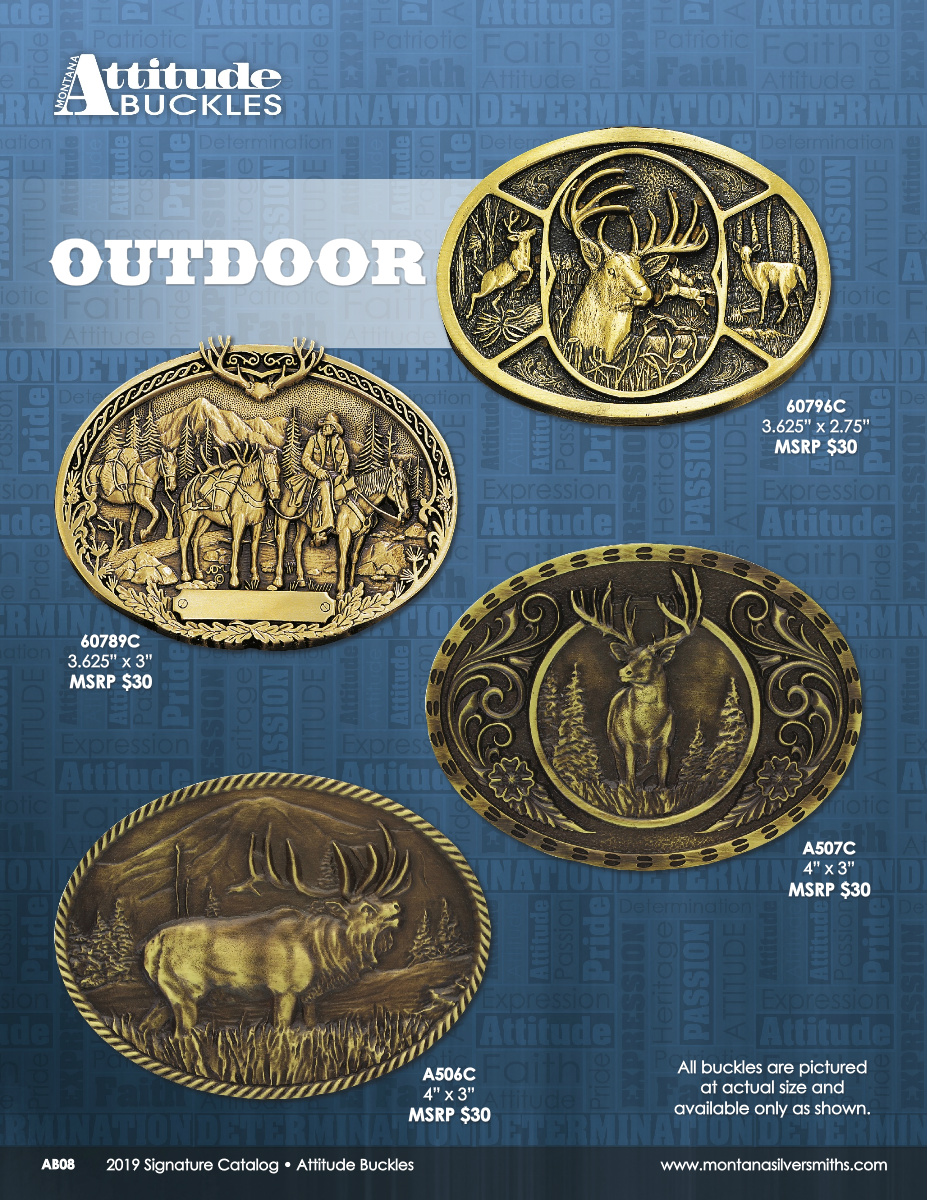 MONTANA
Attitude
BUCKLES
OUTDOOR
60796C
3.625" x 2.75"
MSRP $30
60789C
3.625" x 3"
MSRP $30
A507C
4" x 3"
MSRP $30
A506C
4" x 3"
MSRP $30
All buckles are pictured
at actual size and
available only as shown.
AB08 2019 Signature Catalog • Attitude Buckles www.montanasilversmiths.com